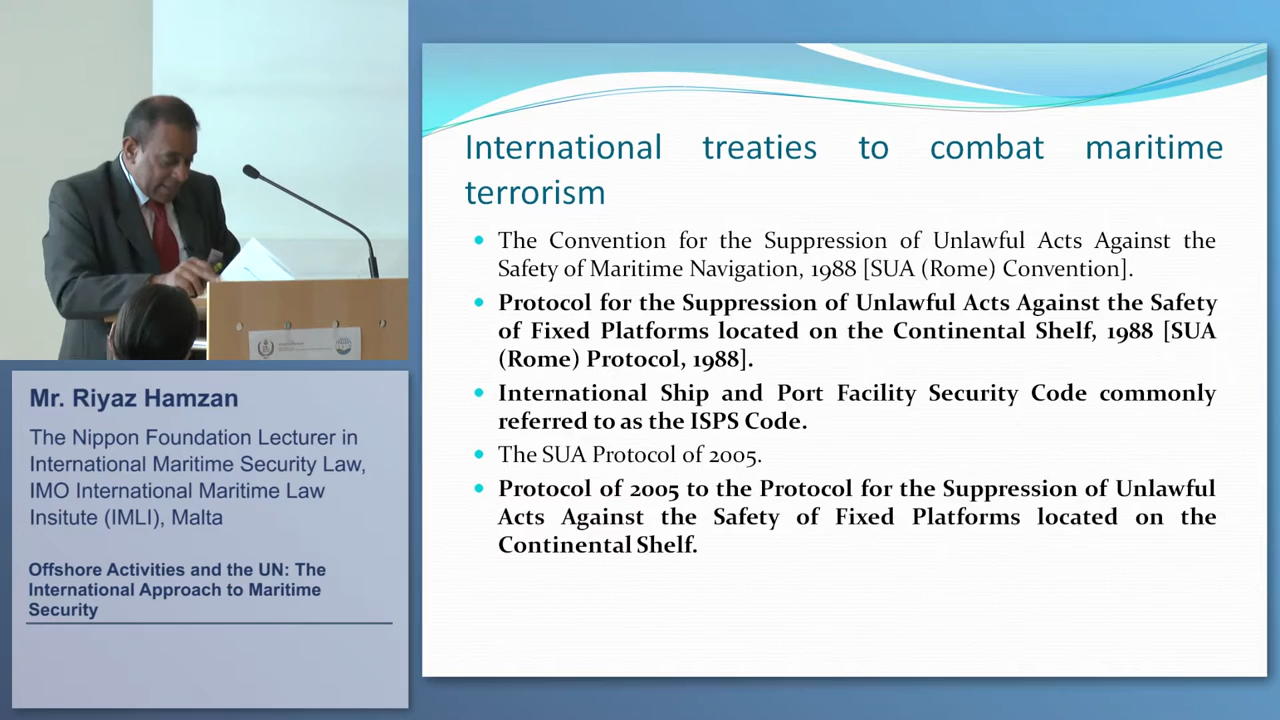 International treaties to combat maritime
terrorism
The Convention for the Suppression of Unlawful Acts Against the
Safety of Maritime Navigation, 1988 [SUA (Rome) Convention].
Protocol for the Suppression of Unlawful Acts Against the Safety
of Fixed Platforms located on the Continental Shelf, 1988 [SUA
(Rome) Protocol, 1988].
International Ship and Port Facility Security Code commonly
referred to as the ISPS Code.
The SUA Protocol of 2005.
Protocol of 2005 to the Protocol for the Suppression of Unlawful
Acts Against the Safety of Fixed Platforms located on the
Continental Shelf.
Mr. Riyaz Hamzan
The Nippon Foundation Lecturer in
International Maritime Security Law,
IMO International Maritime Law
Insitute (IMLI), Malta
Offshore Activities and the UN: The
International Approach to Maritime
Security